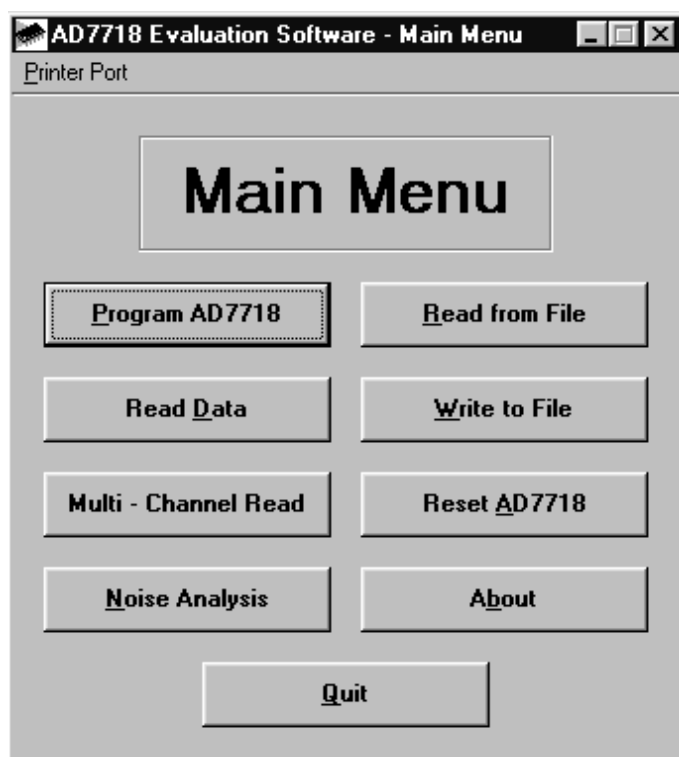 AD7718 Evaluation Software - Main Menu
Printer Port
Main Menu
Program AD7718
Read from File
Read Data
Write to File
Multi - Channel Read
Reset AD7718
Noise Analysis
About
Quit